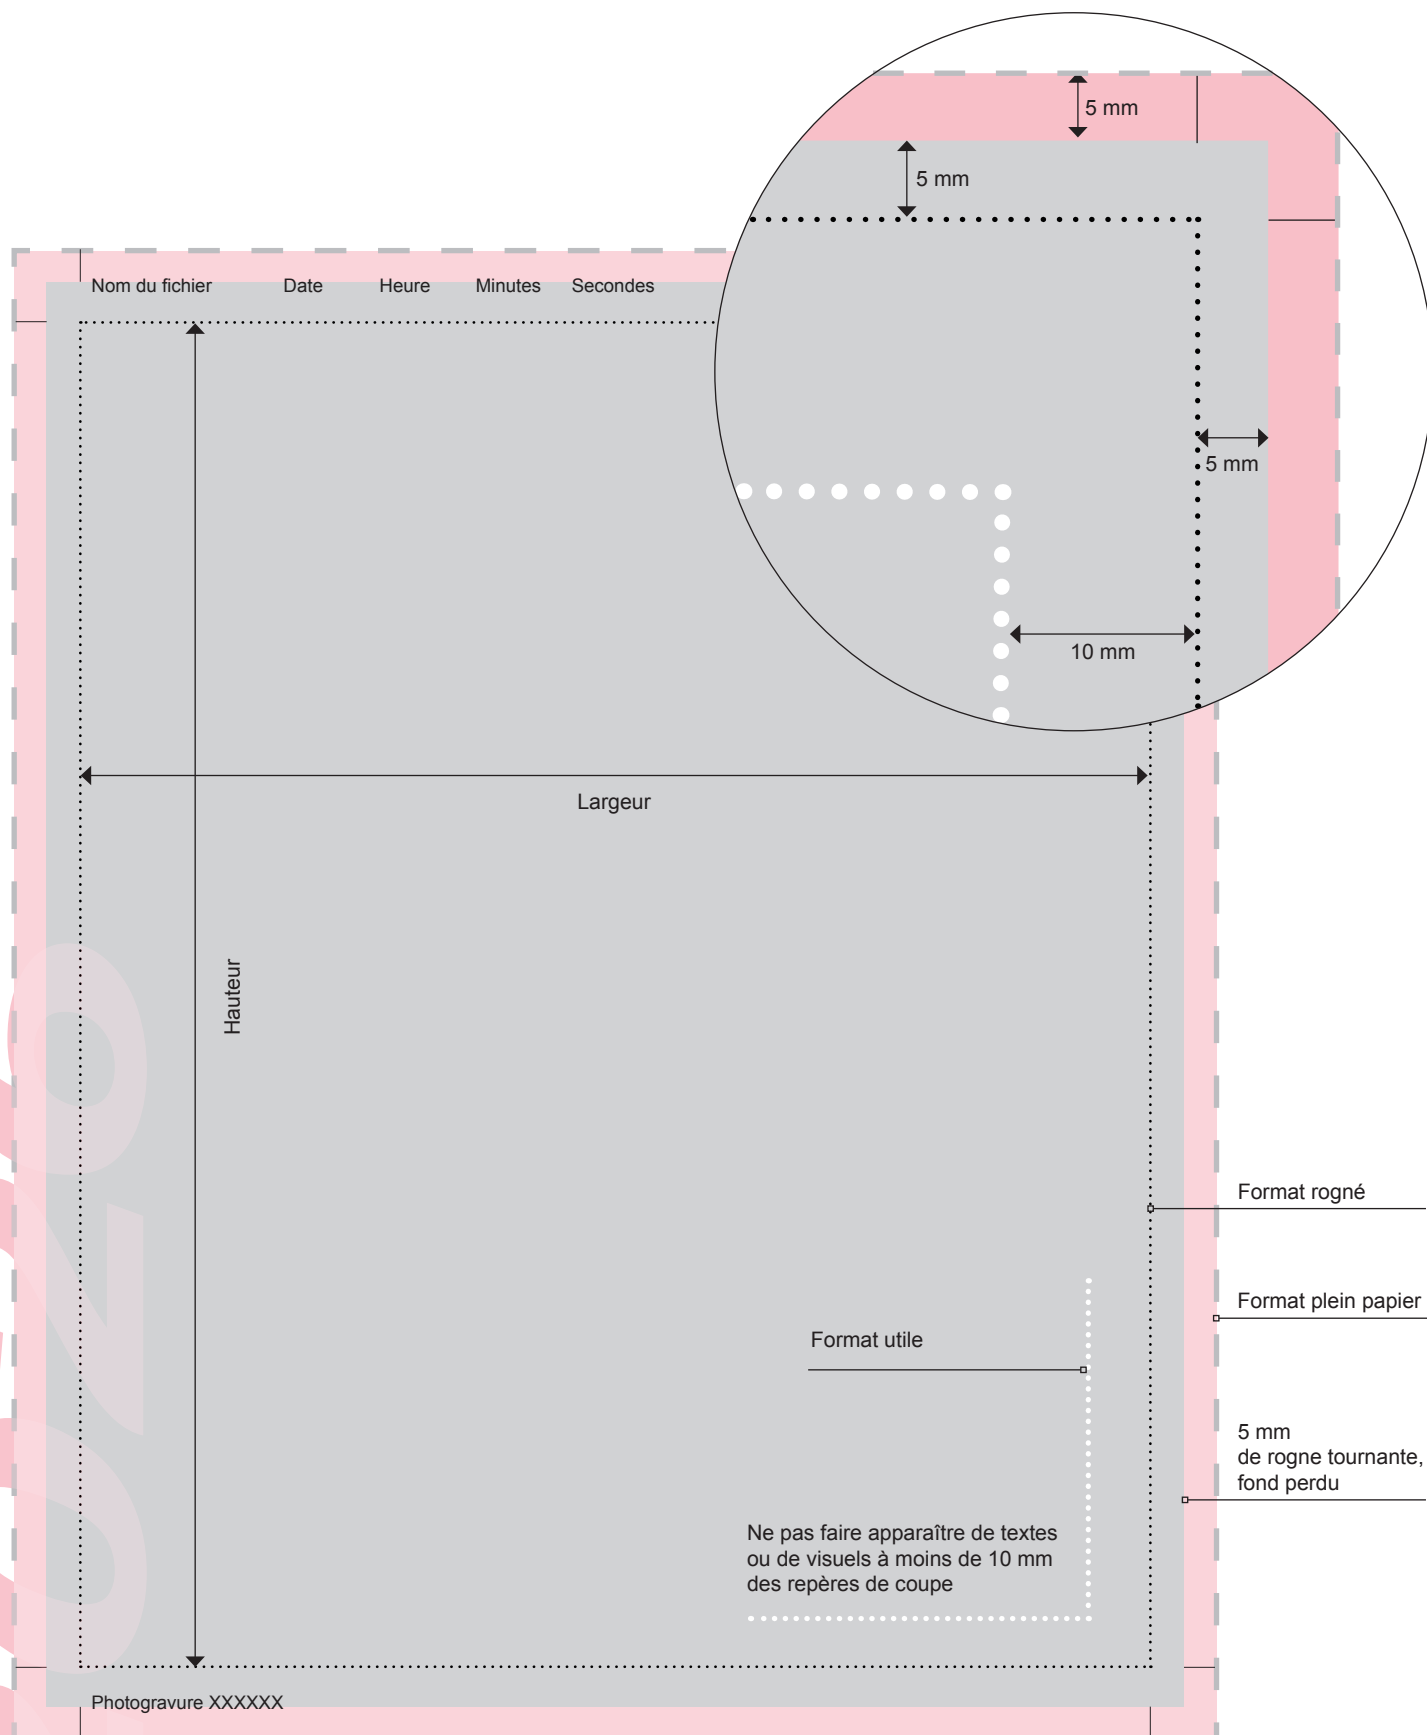 5 mm
5 mm
Nom du fichier Date Heure Minutes Secondes
5 mm
10 mm
Largeur
Hauteur
Format rogné
Format plein papier
Format utile
5 mm
de rogne tournante,
fond perdu
Ne pas faire apparaître de textes
ou de visuels à moins de 10 mm
des repères de coupe
Photogravure XXXXXX